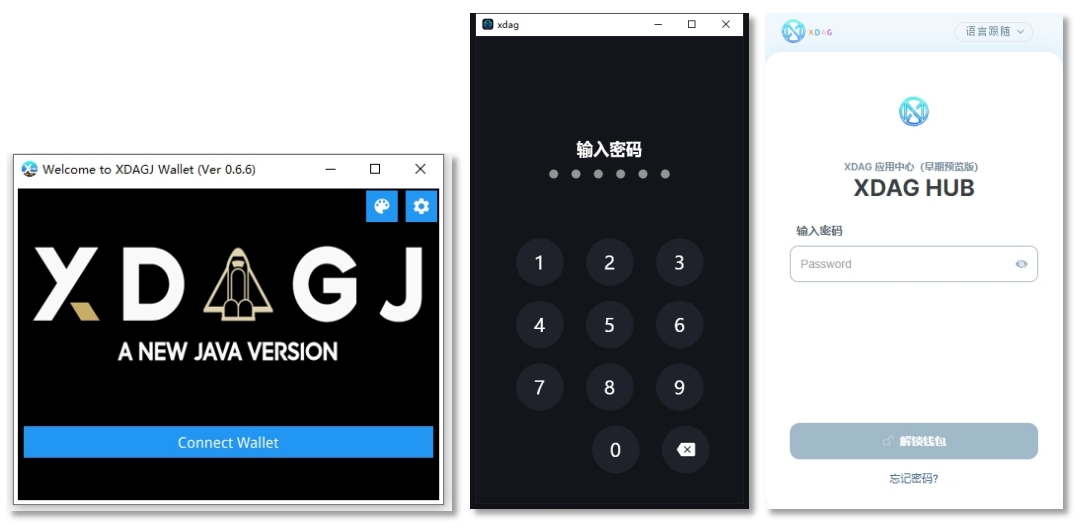 Welcome to XDAGJ Wallet (Ver 0.6.6)
XDAGJ
A NEW JAVA VERSION
Connect Wallet
xdag
输入密码
1 2 3
4 5 6
7 8 9
0
XDAG
语言跟随
XDAG 应用中心（早期预览版）
XDAG HUB
输入密码
Password
解锁钱包
忘记密码?